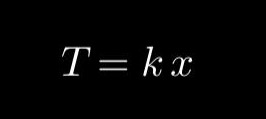 T = k x